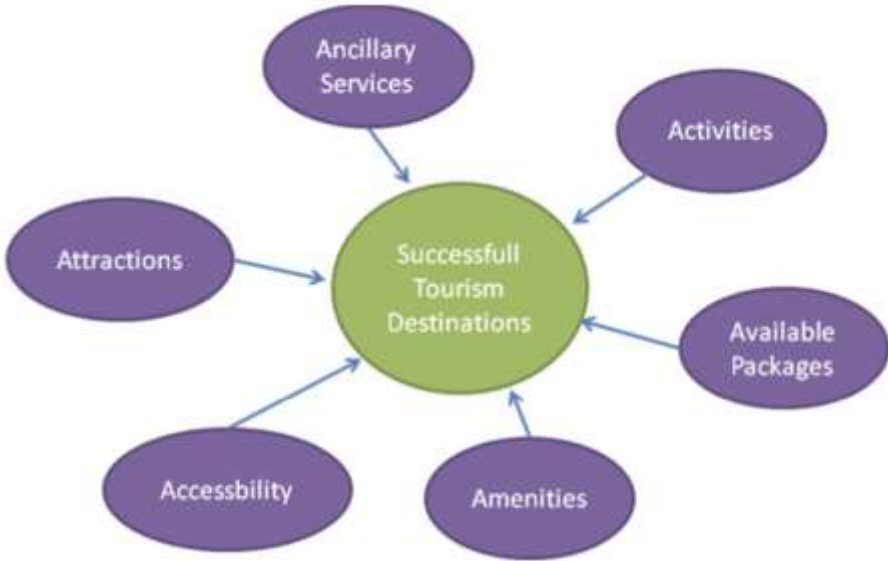 Ancillary
Services
Activities
Attractions
Successfull
Tourism
Destinations
Available
Packages
Accessbility
Amenities